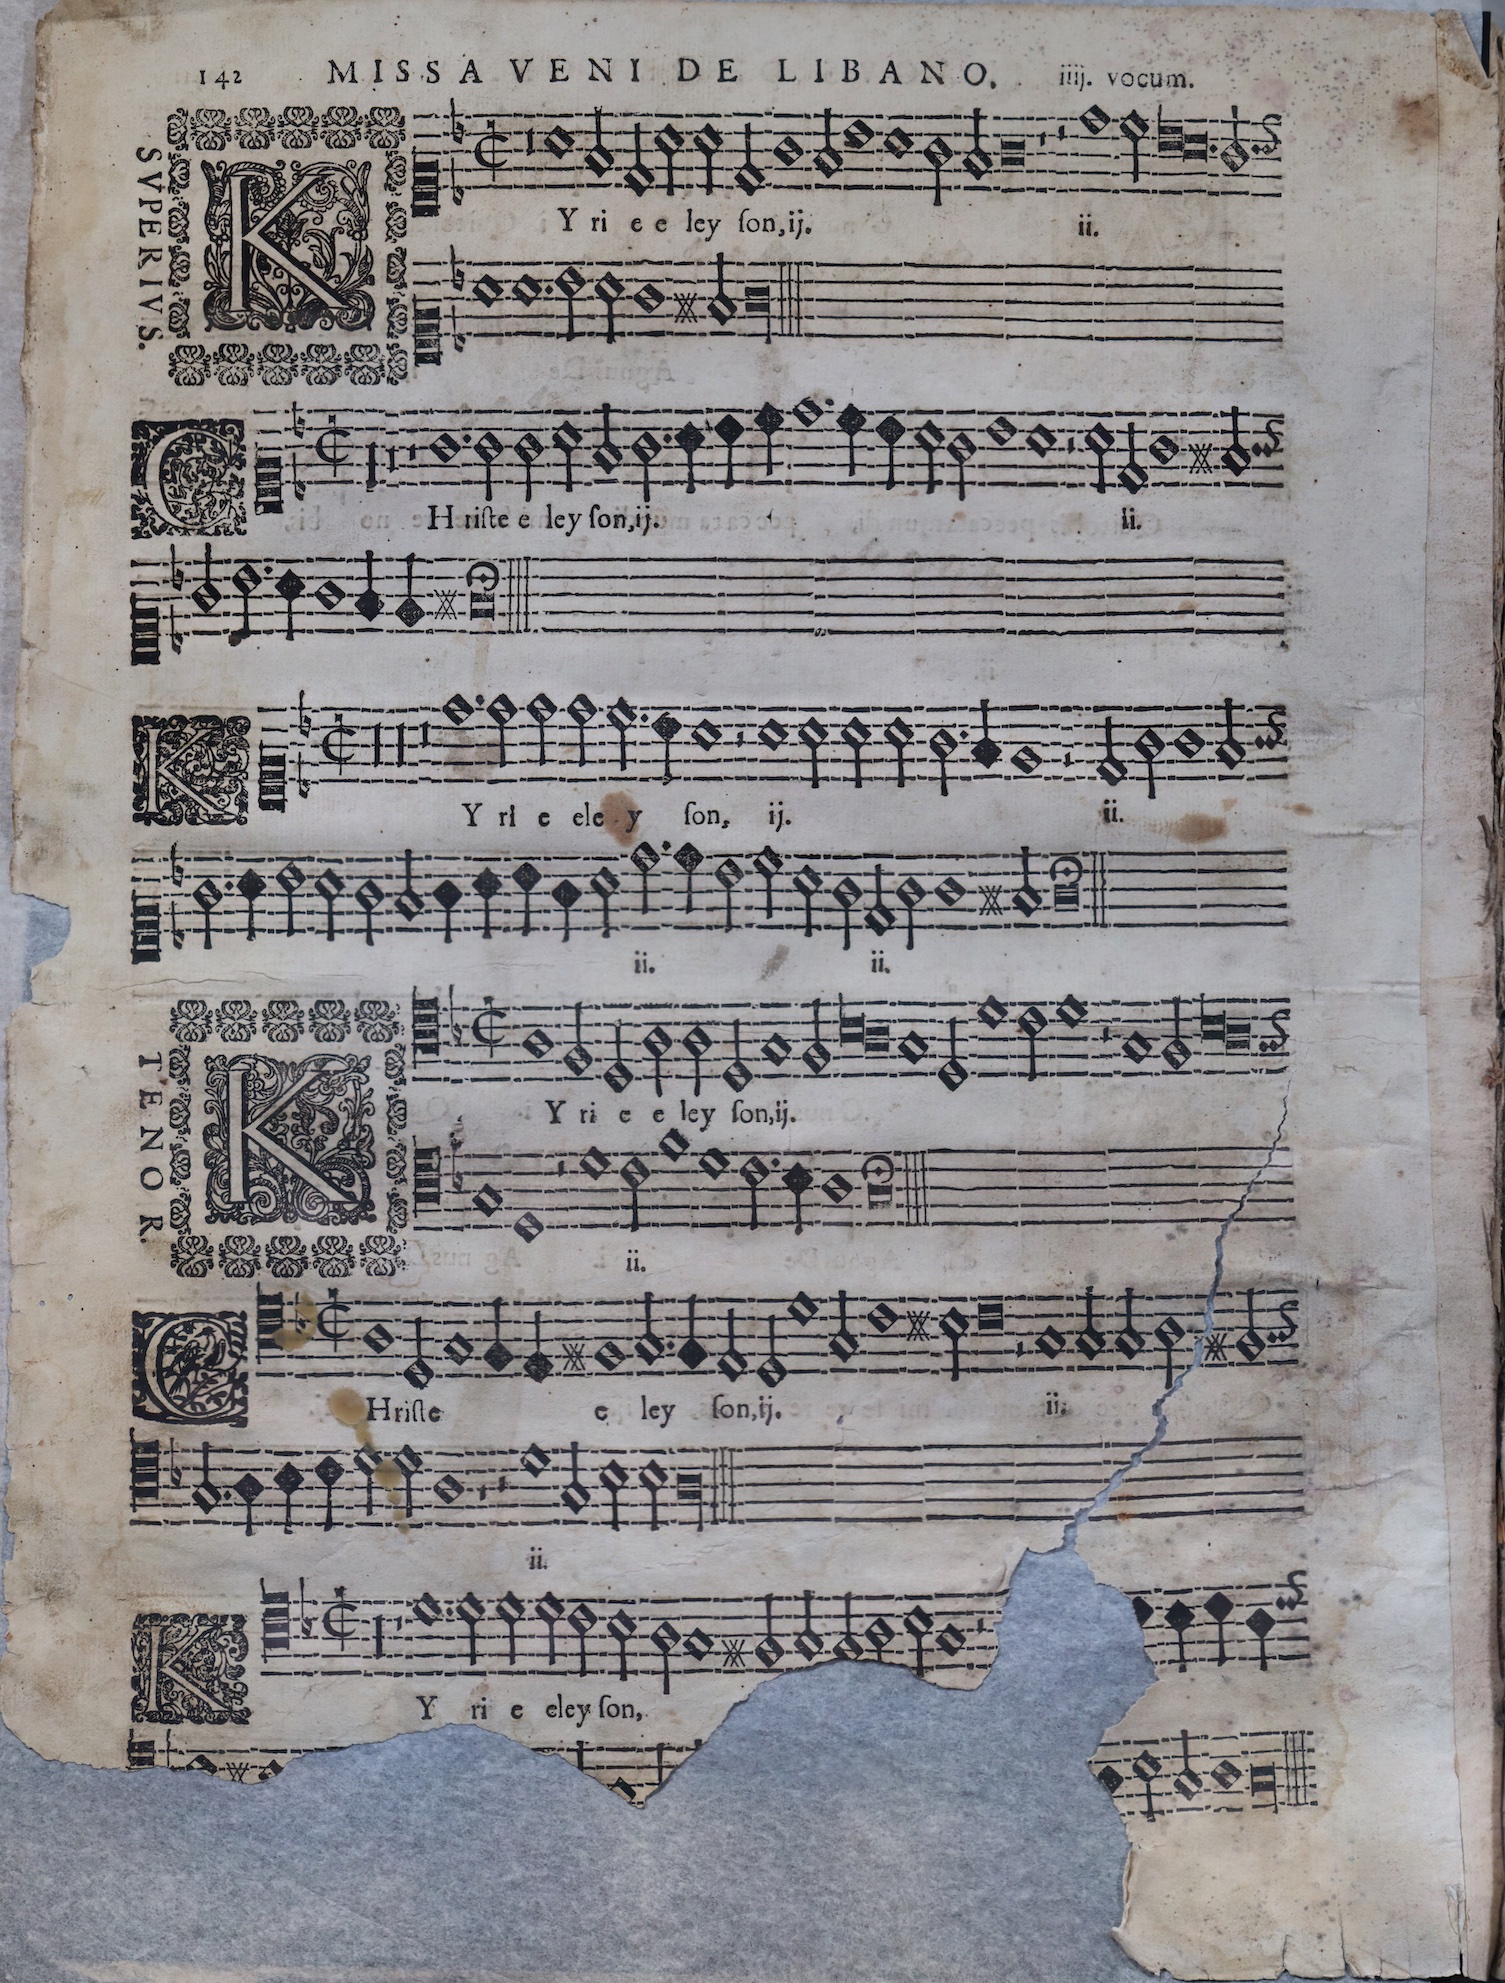 142 MISSA VENI DE LIBANO. iiij. vocum.
SVPERIVS.
K
Y ri e e ley ſon,ij. ii.
C
Hriſte e ley ſon,ij. ii.
K
Y ri e ele y ſon, ij. ii.
ii. ii.
TENOR.
K
Y ri e e ley ſon,ij.
ii.
C
Hriſte e ley ſon,ij. ii.
ii.
K
Y ri e eley ſon,